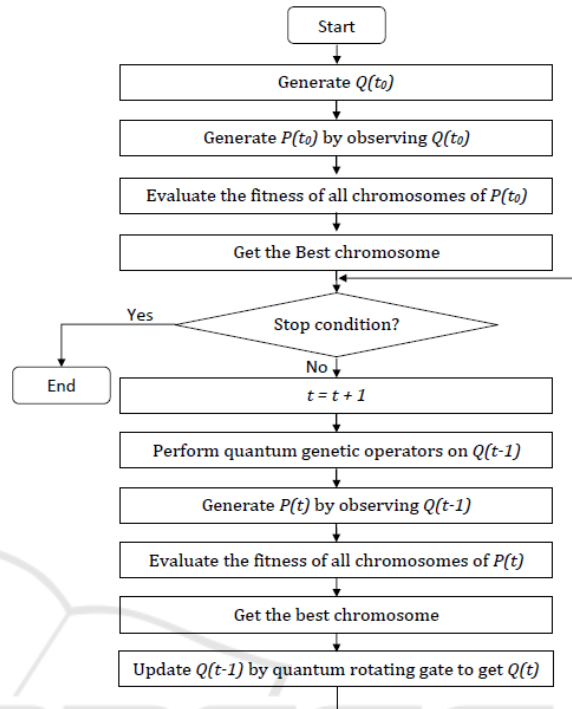 Start
Generate Q(t₀)
Generate P(t₀) by observing Q(t₀)
Evaluate the fitness of all chromosomes of P(t₀)
Get the Best chromosome
Stop condition?
Yes
End
No
t = t + 1
Perform quantum genetic operators on Q(t-1)
Generate P(t) by observing Q(t-1)
Evaluate the fitness of all chromosomes of P(t)
Get the best chromosome
Update Q(t-1) by quantum rotating gate to get Q(t)